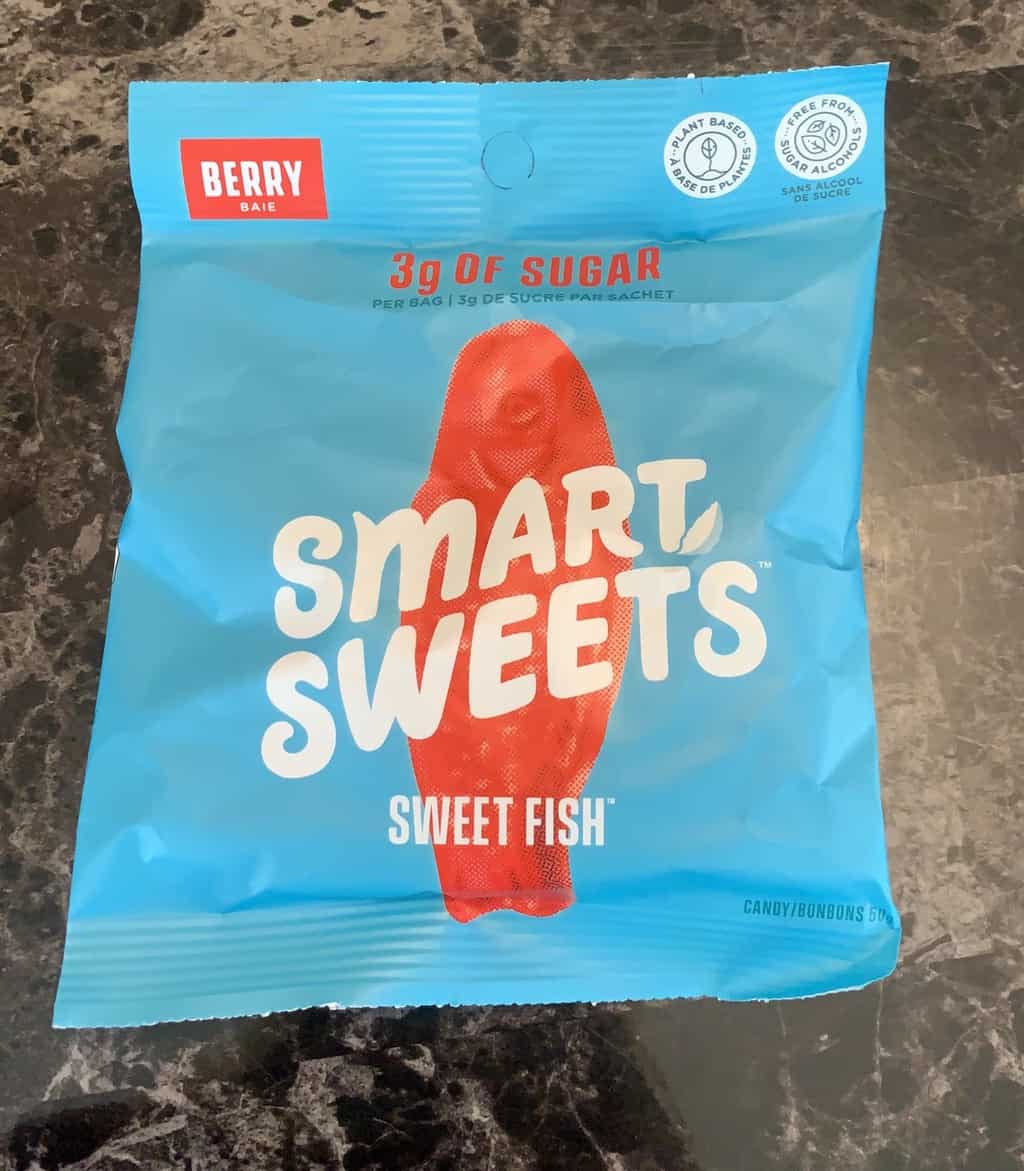 BERRY
BAIE
PLANT BASED
À BASE DE PLANTES
FREE FROM
SUGAR ALCOHOLS
SANS ALCOOL
DE SUCRE
3g OF SUGAR
PER BAG | 3g DE SUCRE PAR SACHET
SMART
SWEETS™
SWEET FISH™
CANDY/BONBONS 50g